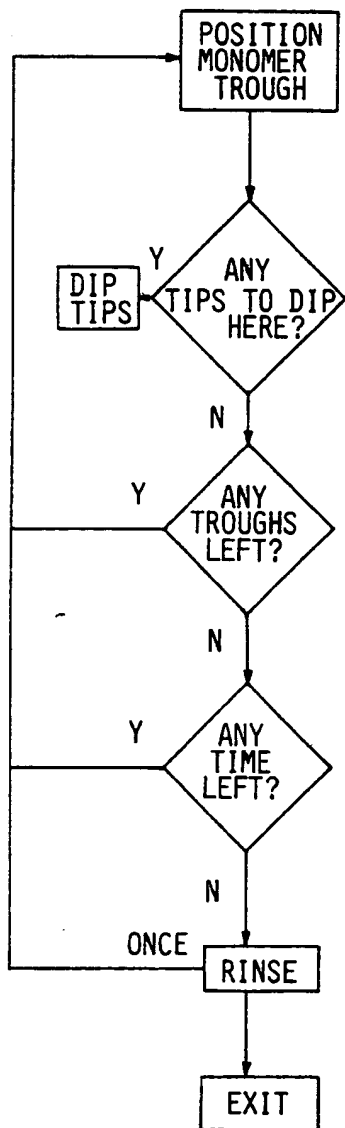 POSITION
MONOMER
TROUGH
Y
ANY
TIPS TO DIP
HERE?
DIP
TIPS
N
Y
ANY
TROUGHS
LEFT?
N
Y
ANY
TIME
LEFT?
N
ONCE
RINSE
EXIT